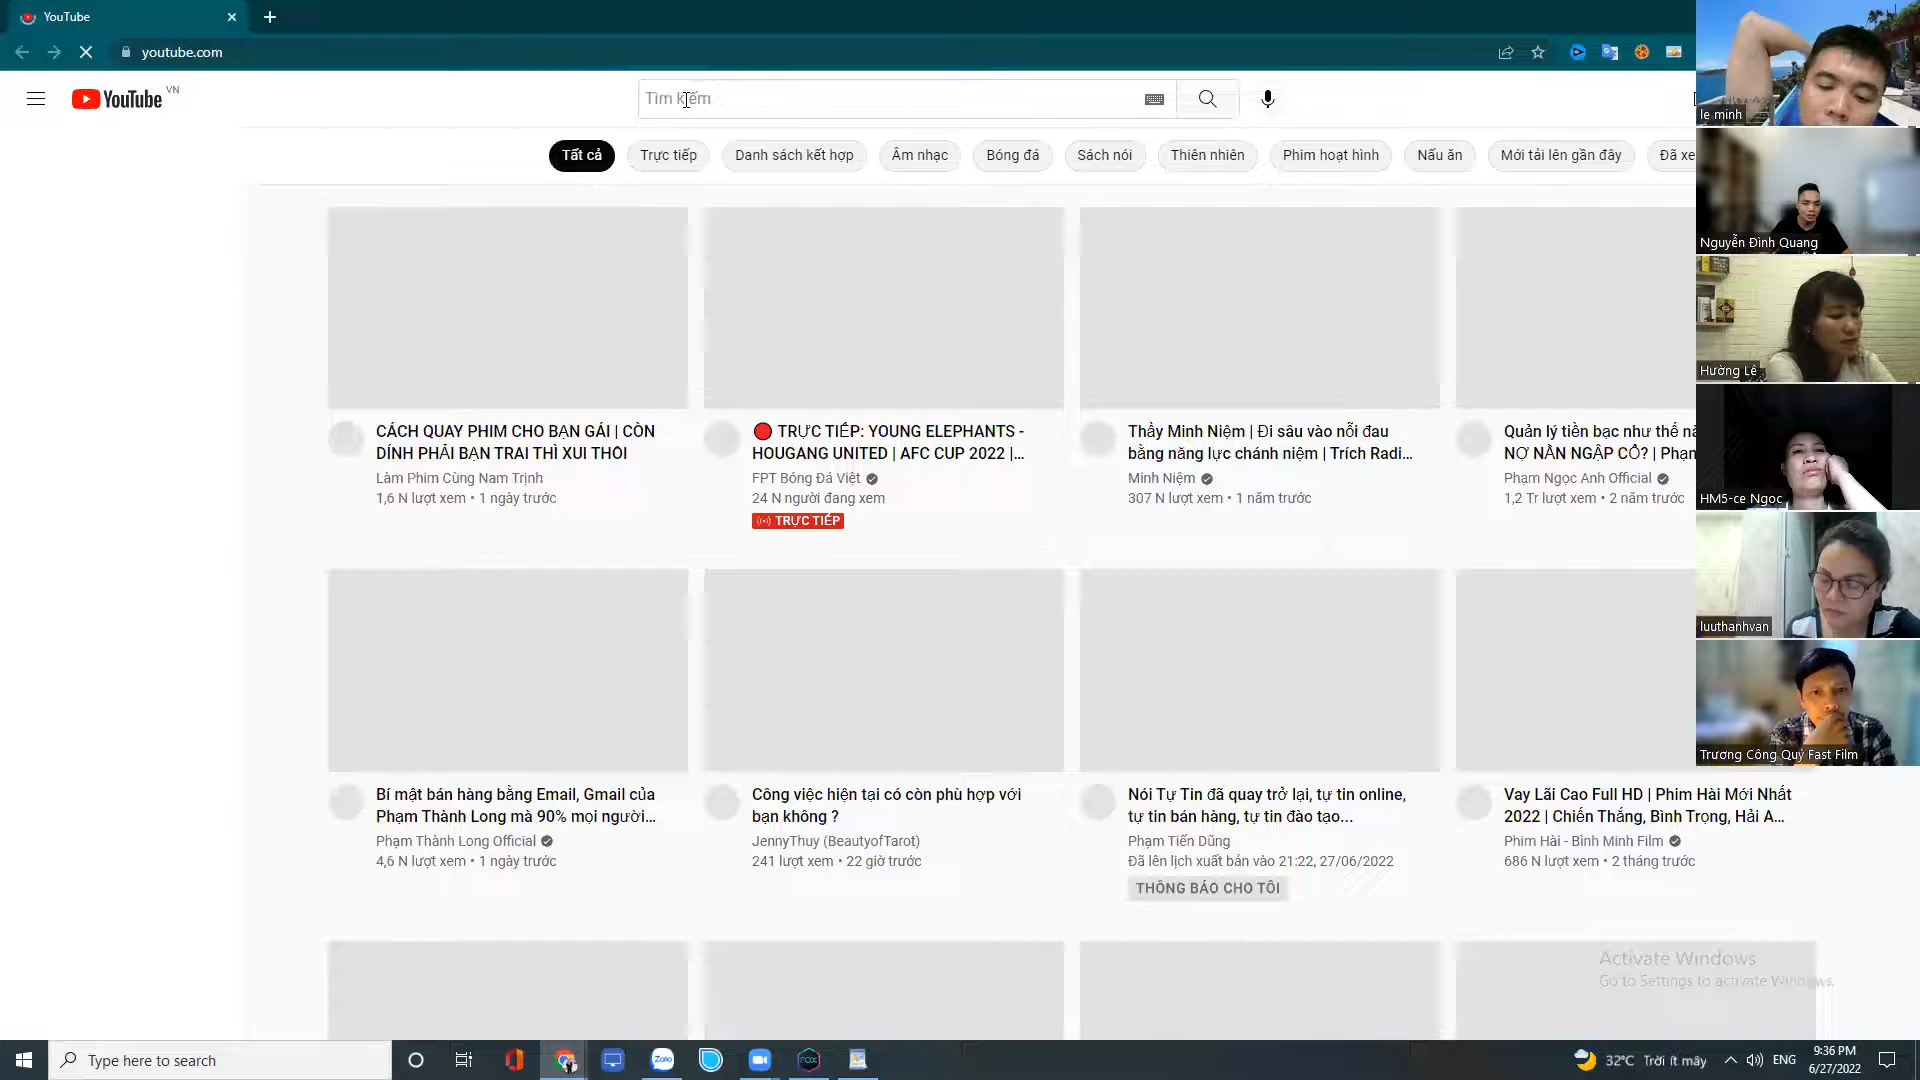 YouTube
youtube.com
YouTube VN
Tìm kiếm
Tất cả
Trực tiếp
Danh sách kết hợp
Âm nhạc
Bóng đá
Sách nói
Thiên nhiên
Phim hoạt hình
Nấu ăn
Mới tải lên gần đây
Đã xe
CÁCH QUAY PHIM CHO BẠN GÁI | CÒN
DÍNH PHẢI BẠN TRAI THÌ XUI THÔI
Làm Phim Cùng Nam Trịnh
1,6 N lượt xem • 1 ngày trước
TRỰC TIẾP: YOUNG ELEPHANTS -
HOUGANG UNITED | AFC CUP 2022 |...
FPT Bóng Đá Việt
24 N người đang xem
TRỰC TIẾP
Thầy Minh Niệm | Đi sâu vào nỗi đau
bằng năng lực chánh niệm | Trích Radi...
Minh Niệm
307 N lượt xem • 1 năm trước
Quản lý tiền bạc như thế nà
NỢ NẦN NGẬP CỔ? | Phạn
Phạm Ngọc Anh Official
1,2 Tr lượt xem • 2 năm trước
Bí mật bán hàng bằng Email, Gmail của
Phạm Thành Long mà 90% mọi người...
Phạm Thành Long Official
4,6 N lượt xem • 1 ngày trước
Công việc hiện tại có còn phù hợp với
bạn không ?
JennyThuy (BeautyofTarot)
241 lượt xem • 22 giờ trước
Nói Tự Tin đã quay trở lại, tự tin online,
tự tin bán hàng, tự tin đào tạo...
Phạm Tiến Dũng
Đã lên lịch xuất bản vào 21:22, 27/06/2022
THÔNG BÁO CHO TÔI
Vay Lãi Cao Full HD | Phim Hài Mới Nhất
2022 | Chiến Thắng, Bình Trọng, Hải A...
Phim Hài - Bình Minh Film
686 N lượt xem • 2 tháng trước
le minh
Nguyễn Đình Quang
Hường Lê
HM5-ce Ngoc
luuthanhvan
Trương Công Quý Fast Film
Activate Windows
Go to Settings to activate Windows.
Type here to search
Zalo
nox
32°C Trời ít mây
ENG
9:36 PM
6/27/2022